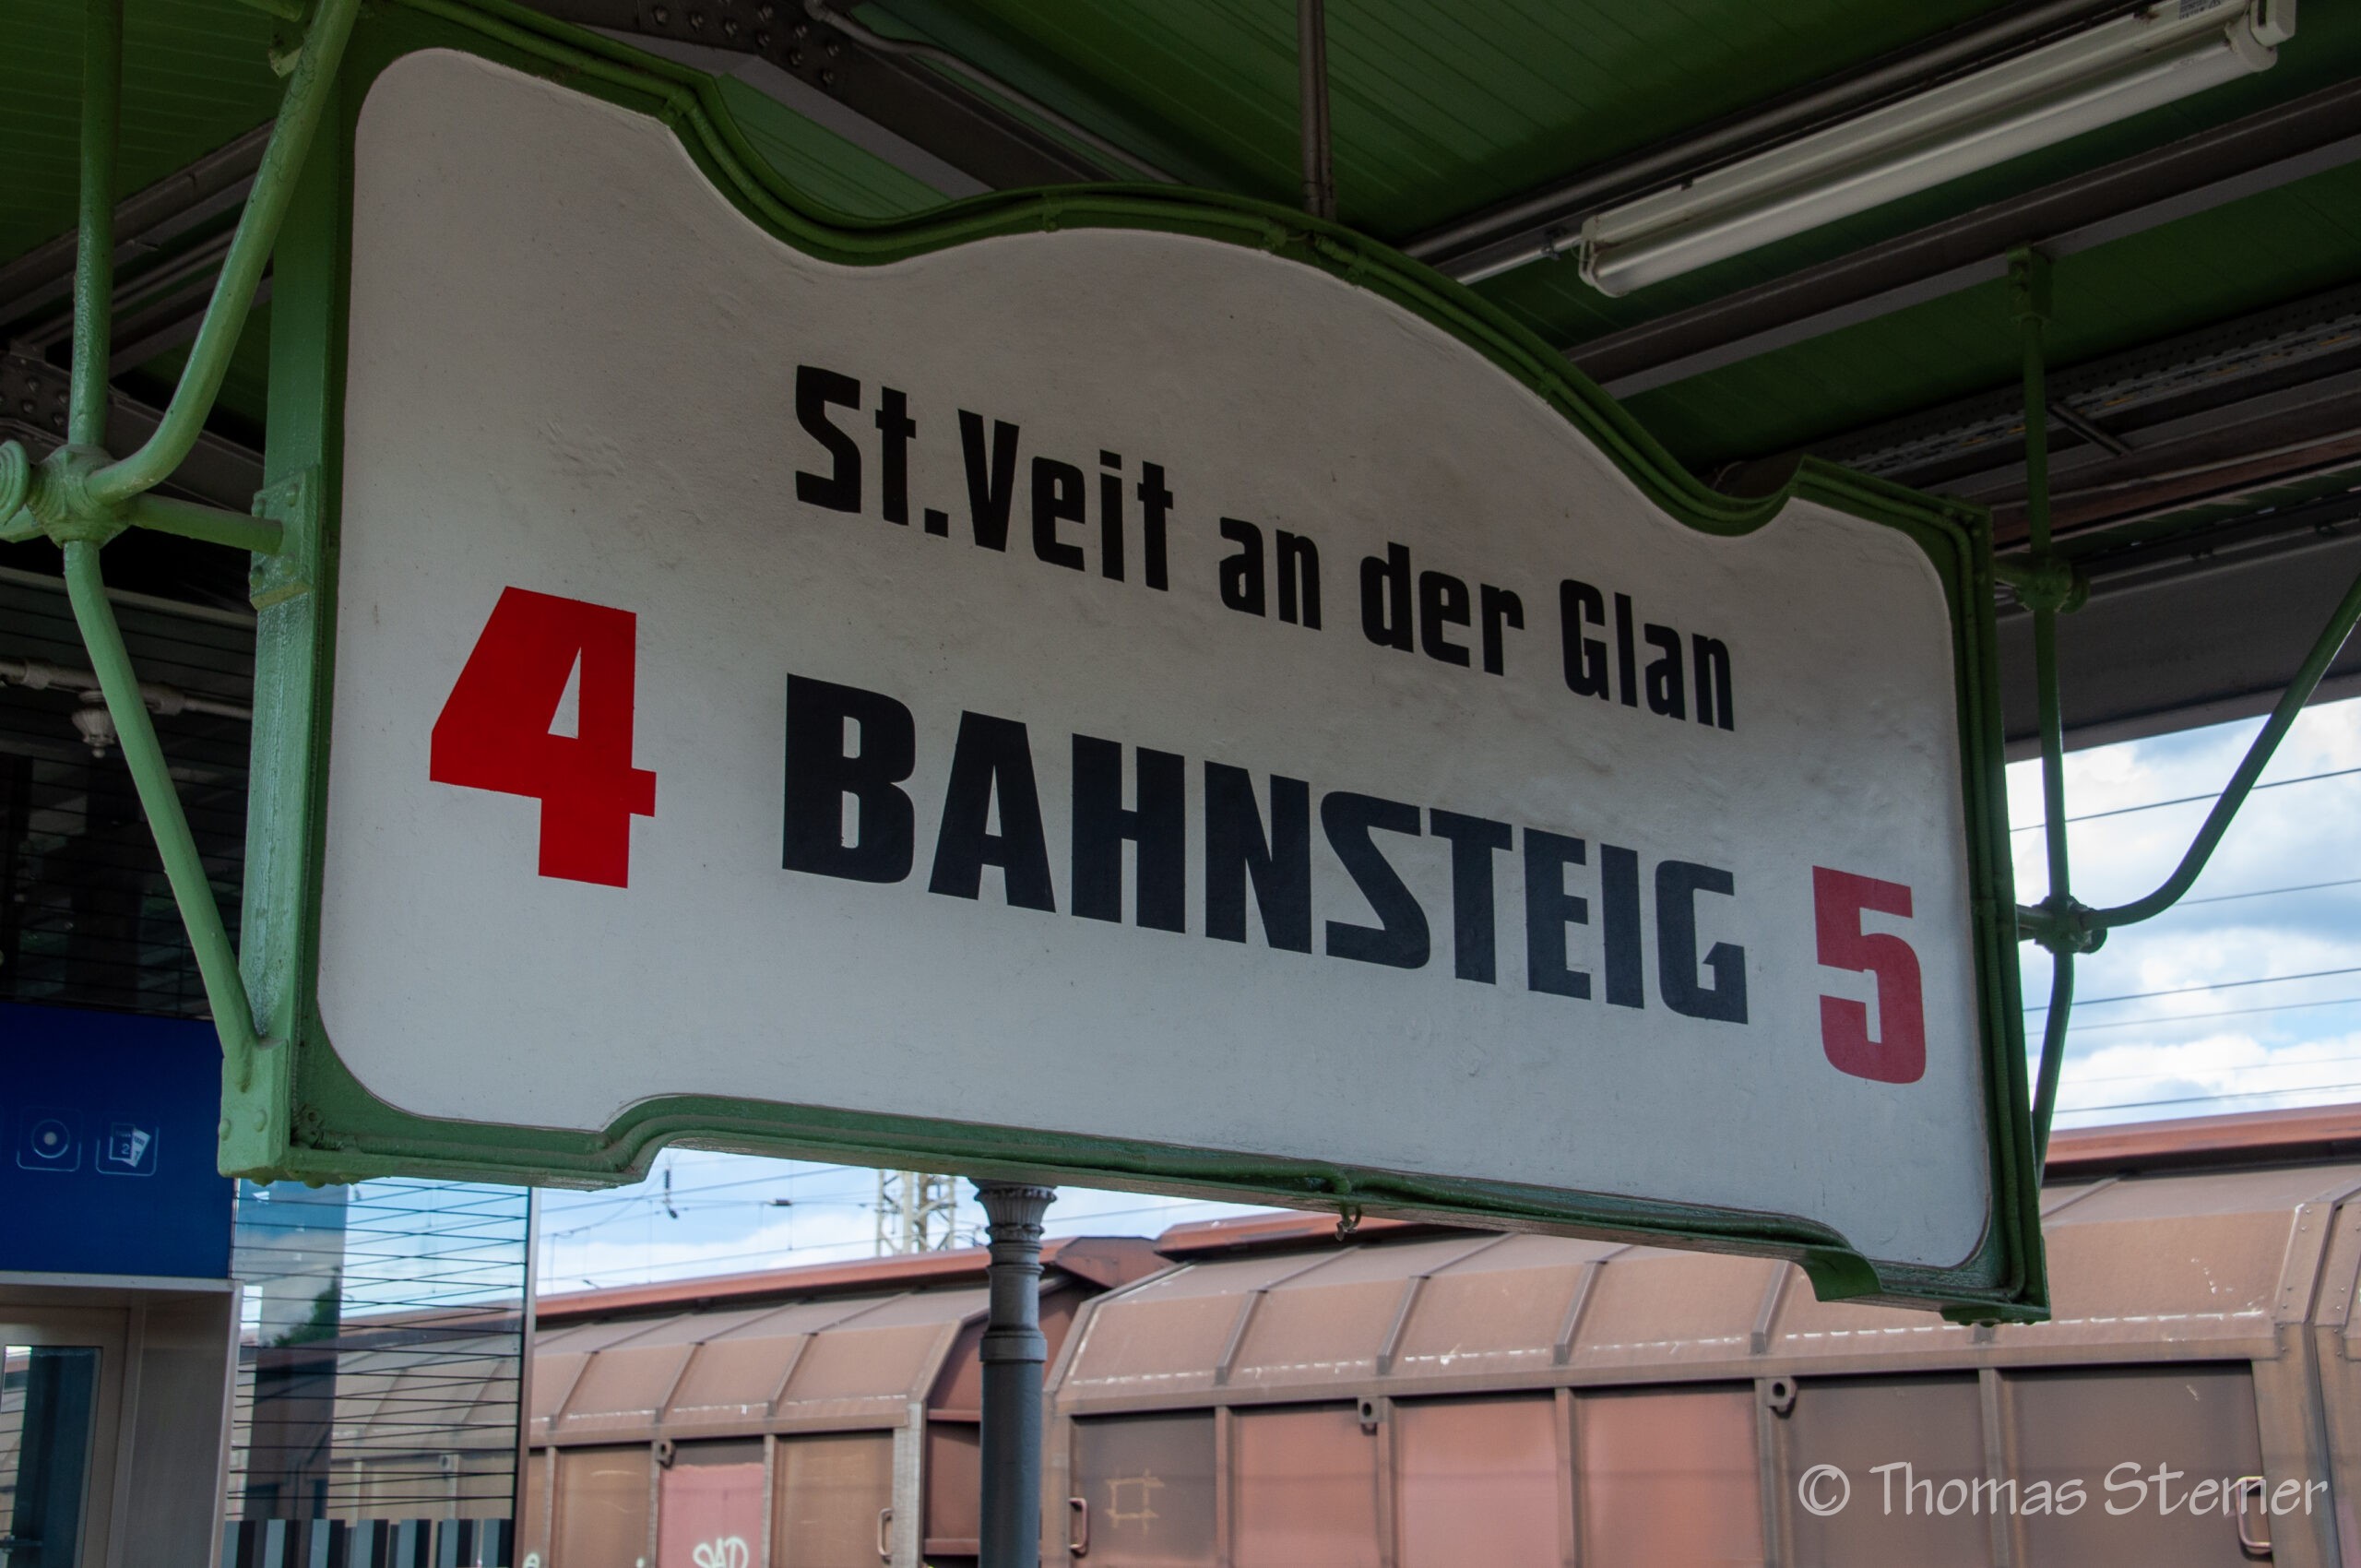 St.Veit an der Glan
4 BAHNSTEIG 5
© Thomas Sterner